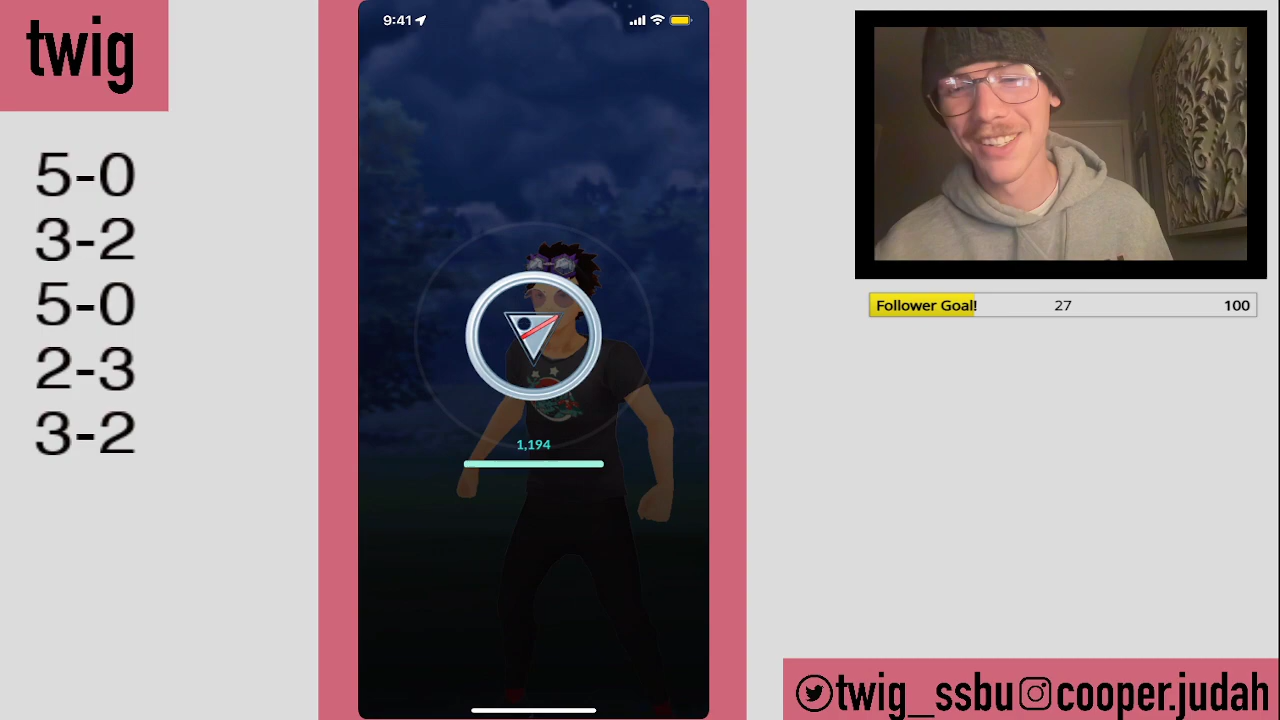 twig
5-0
3-2
5-0
2-3
3-2
9:41
1,194
Follower Goal! 27 100
twig_ssbu cooper.judah